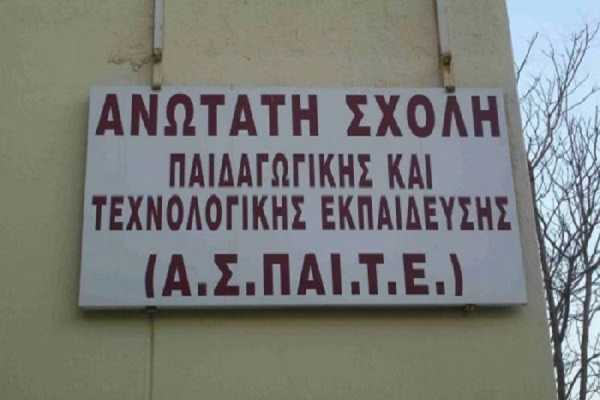 ΑΝΩΤΑΤΗ ΣΧΟΛΗ
ΠΑΙΔΑΓΩΓΙΚΗΣ ΚΑΙ
ΤΕΧΝΟΛΟΓΙΚΗΣ ΕΚΠΑΙΔΕΥΣΗΣ
(Α.Σ.ΠΑΙ.Τ.Ε.)